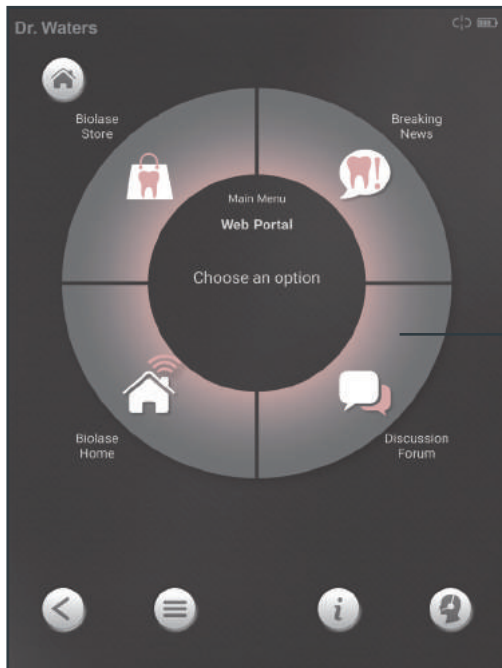 Dr. Waters
Biolase
Store
Breaking
News
Main Menu
Web Portal
Choose an option
Biolase
Home
Discussion
Forum